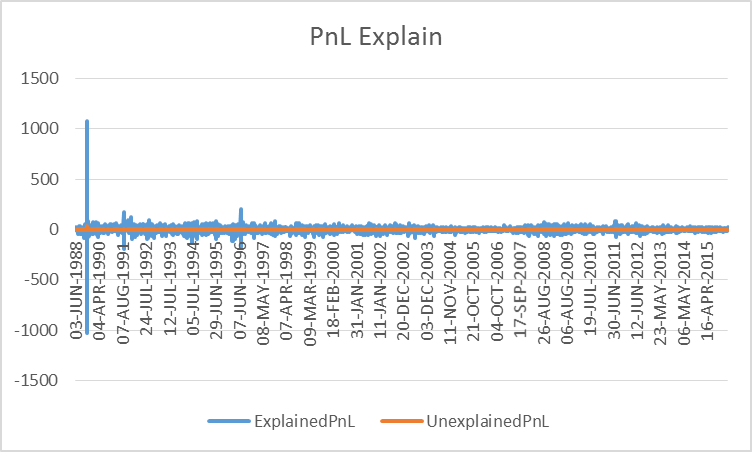 PnL Explain
1500
1000
500
0
-500
-1000
-1500
03-JUN-1988
04-APR-1990
07-AUG-1991
24-JUL-1992
12-JUL-1993
05-JUL-1994
29-JUN-1995
07-JUN-1996
08-MAY-1997
07-APR-1998
09-MAR-1999
18-FEB-2000
31-JAN-2001
11-JAN-2002
20-DEC-2002
03-DEC-2003
11-NOV-2004
21-OCT-2005
04-OCT-2006
17-SEP-2007
26-AUG-2008
06-AUG-2009
19-JUL-2010
30-JUN-2011
12-JUN-2012
23-MAY-2013
06-MAY-2014
16-APR-2015
ExplainedPnL UnexplainedPnL